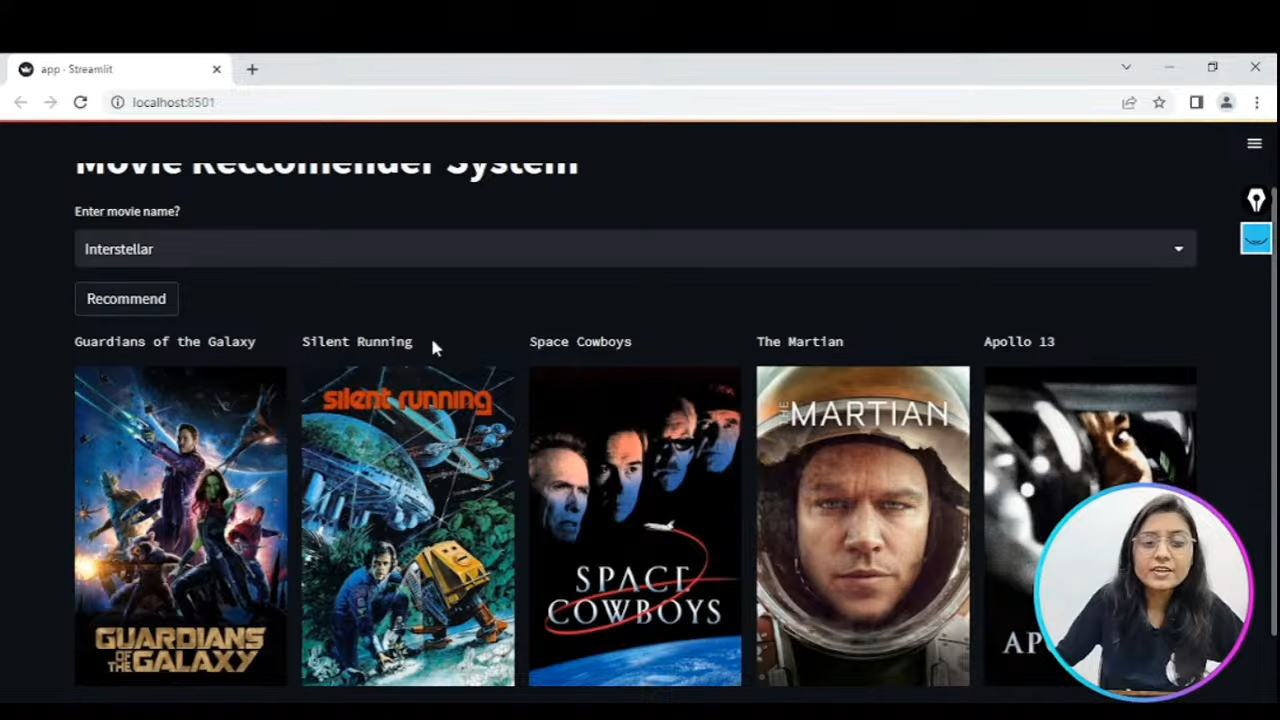 app · Streamlit
localhost:8501
Movie Reccomender System
Enter movie name?
Interstellar
Recommend
Guardians of the Galaxy
Silent Running
Space Cowboys
The Martian
Apollo 13
silent running
THE MARTIAN
SPACE
COWBOYS
GUARDIANS
OF THE GALAXY
AP